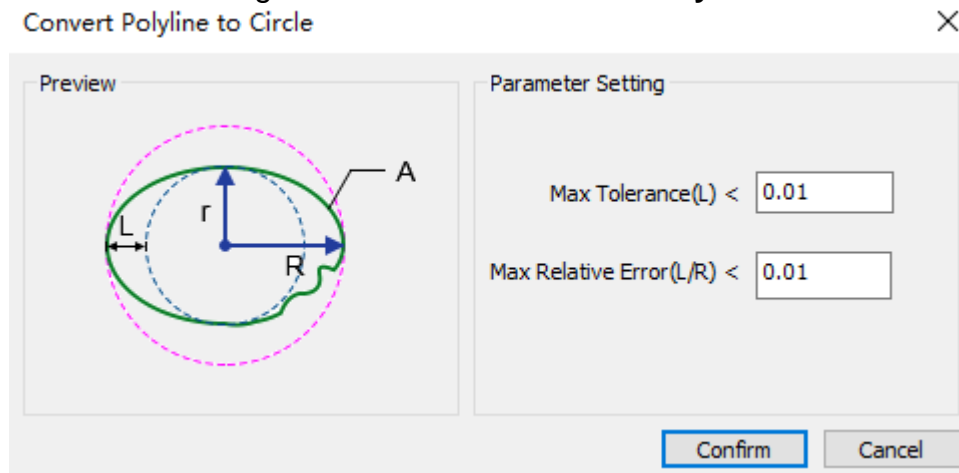 Convert Polyline to Circle
Preview
Parameter Setting
A
r
L
R
Max Tolerance(L) < 0.01
Max Relative Error(L/R) < 0.01
Confirm Cancel